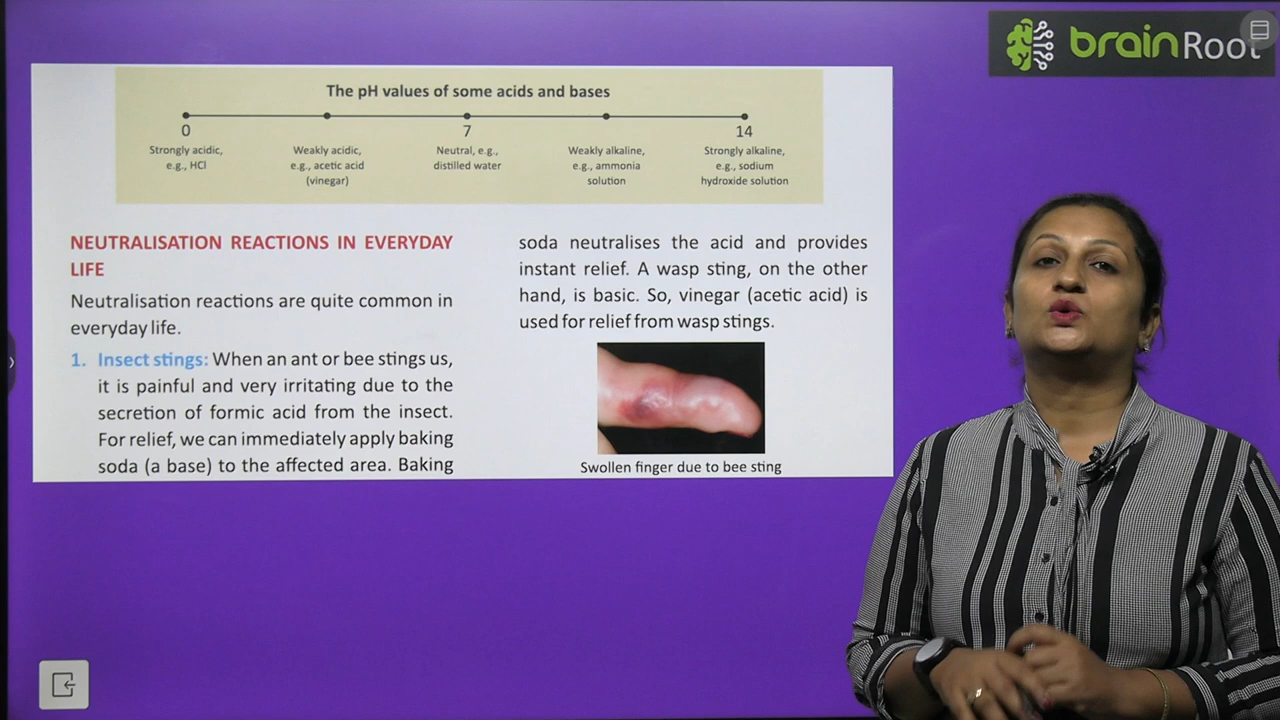 brainRoot
The pH values of some acids and bases
0
7
14
Strongly acidic,
e.g., HCl
Weakly acidic,
e.g., acetic acid
(vinegar)
Neutral, e.g.,
distilled water
Weakly alkaline,
e.g., ammonia
solution
Strongly alkaline,
e.g., sodium
hydroxide solution
NEUTRALISATION REACTIONS IN EVERYDAY
LIFE
Neutralisation reactions are quite common in
everyday life.
1. Insect stings: When an ant or bee stings us,
it is painful and very irritating due to the
secretion of formic acid from the insect.
For relief, we can immediately apply baking
soda (a base) to the affected area. Baking
soda neutralises the acid and provides
instant relief. A wasp sting, on the other
hand, is basic. So, vinegar (acetic acid) is
used for relief from wasp stings.
Swollen finger due to bee sting